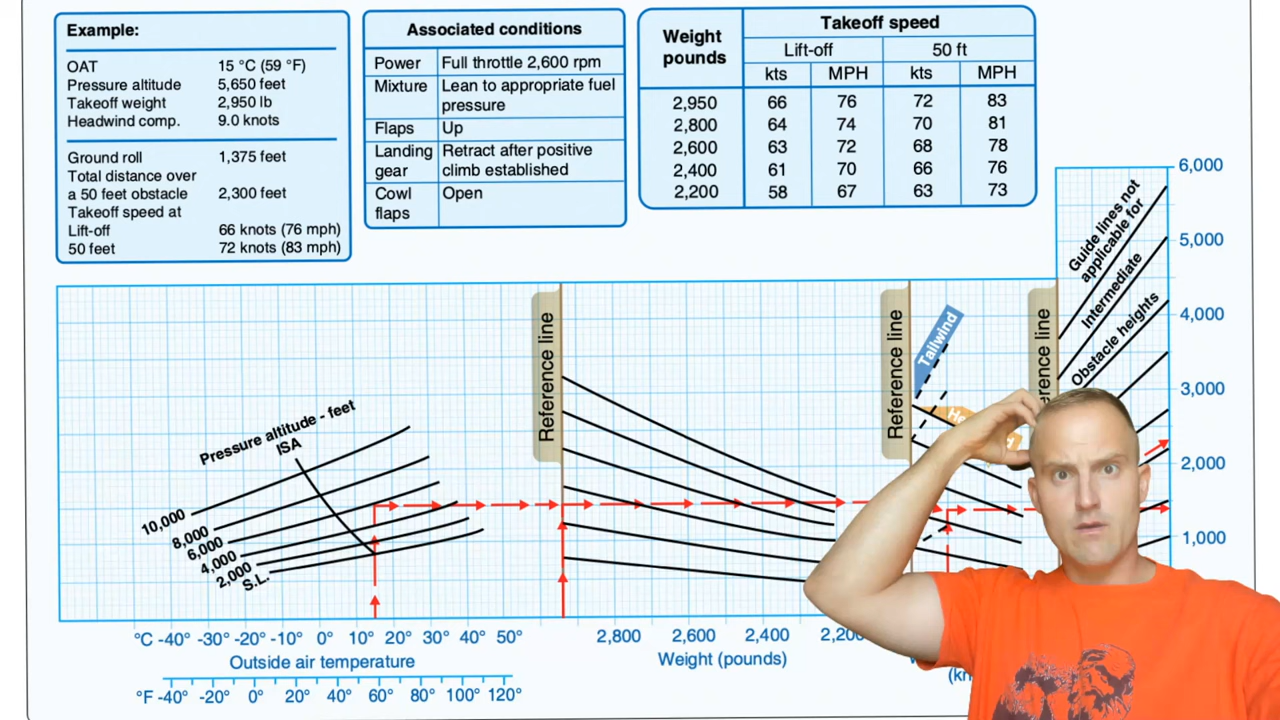 Example:
OAT 15 °C (59 °F)
Pressure altitude 5,650 feet
Takeoff weight 2,950 lb
Headwind comp. 9.0 knots
Ground roll 1,375 feet
Total distance over
a 50 feet obstacle 2,300 feet
Takeoff speed at
Lift-off 66 knots (76 mph)
50 feet 72 knots (83 mph)
Associated conditions
Power Full throttle 2,600 rpm
Mixture Lean to appropriate fuel
pressure
Flaps Up
Landing Retract after positive
gear climb established
Cowl Open
flaps
Weight
pounds
Takeoff speed
Lift-off 50 ft
kts MPH kts MPH
2,950 66 76 72 83
2,800 64 74 70 81
2,600 63 72 68 78
2,400 61 70 66 76
2,200 58 67 63 73
6,000
5,000
4,000
3,000
2,000
1,000
Guide lines not
applicable for
Intermediate
Obstacle heights
Reference line
Reference line
Reference line
Tailwind
Pressure altitude - feet
ISA
10,000
8,000
6,000
4,000
2,000
S.L.
°C -40° -30° -20° -10° 0° 10° 20° 30° 40° 50°
Outside air temperature
°F -40° -20° 0° 20° 40° 60° 80° 100° 120°
2,800 2,600 2,400 2,200
Weight (pounds)